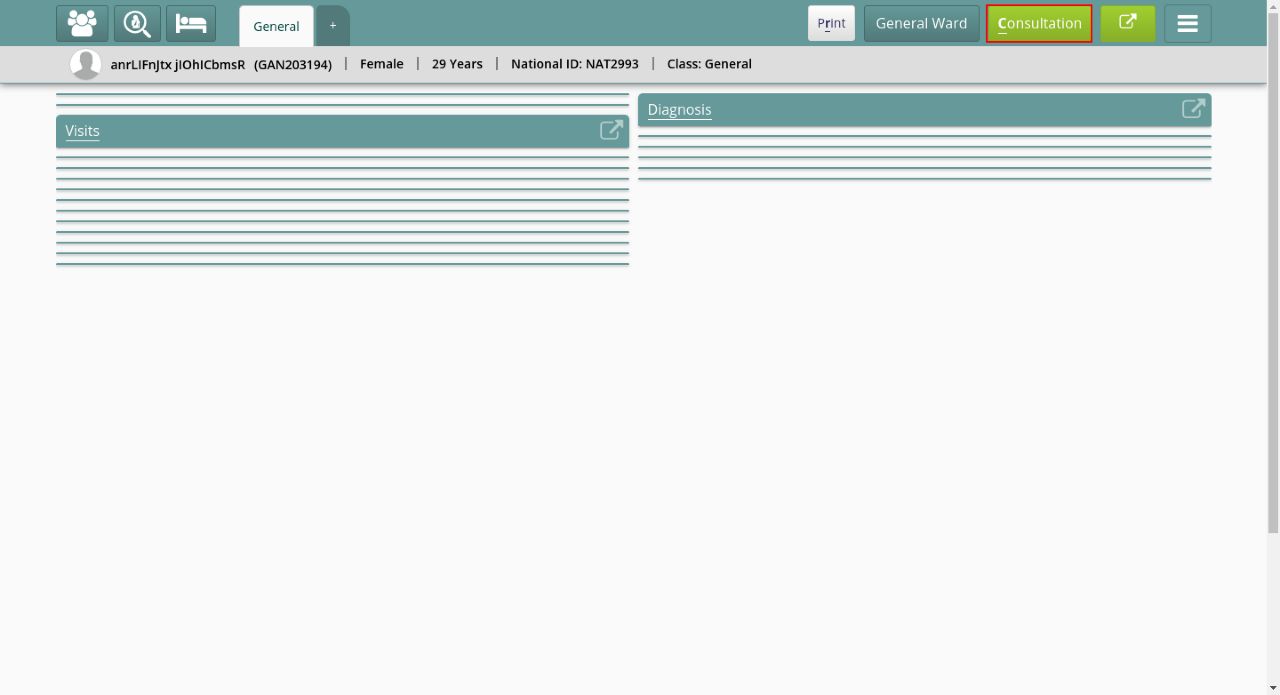 General
+
Print
General Ward
Consultation
anrLIFnJtx jIOhICbmsR (GAN203194) | Female | 29 Years | National ID: NAT2993 | Class: General
Visits
Diagnosis